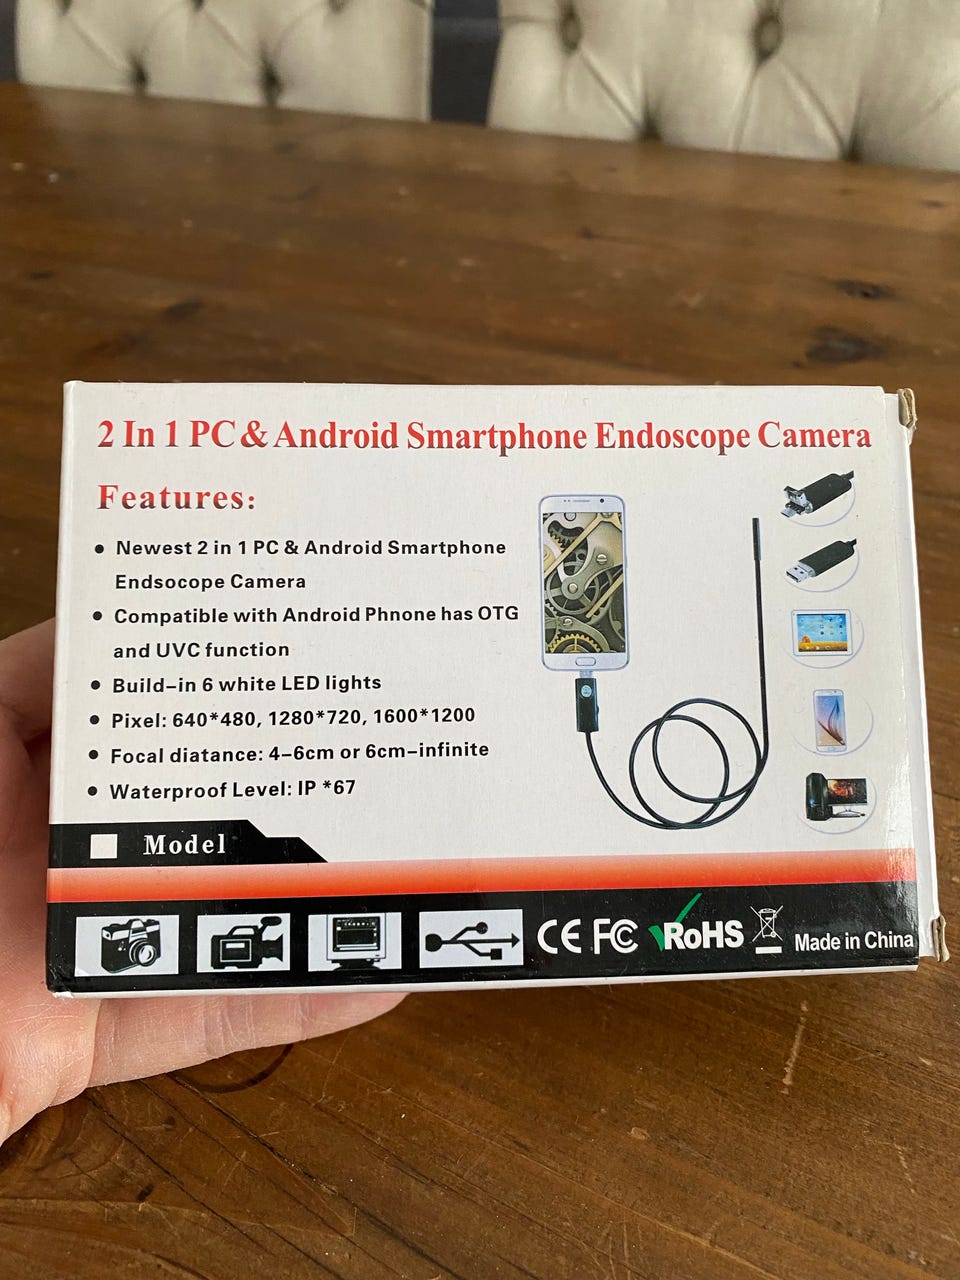 2 In 1 PC & Android Smartphone Endoscope Camera
Features:
• Newest 2 in 1 PC & Android Smartphone
Endsocope Camera
• Compatible with Android Phnone has OTG
and UVC function
• Build-in 6 white LED lights
• Pixel: 640*480, 1280*720, 1600*1200
• Focal diatance: 4-6cm or 6cm-infinite
• Waterproof Level: IP *67
Model
CE FC RoHS Made in China